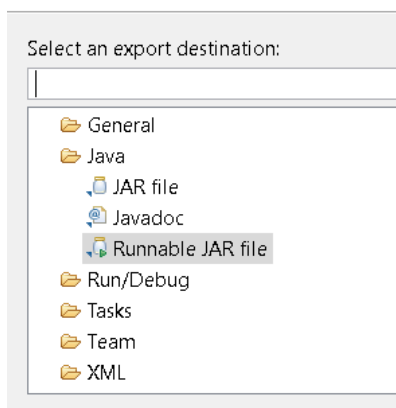 Select an export destination:
General
Java
JAR file
Javadoc
Runnable JAR file
Run/Debug
Tasks
Team
XML